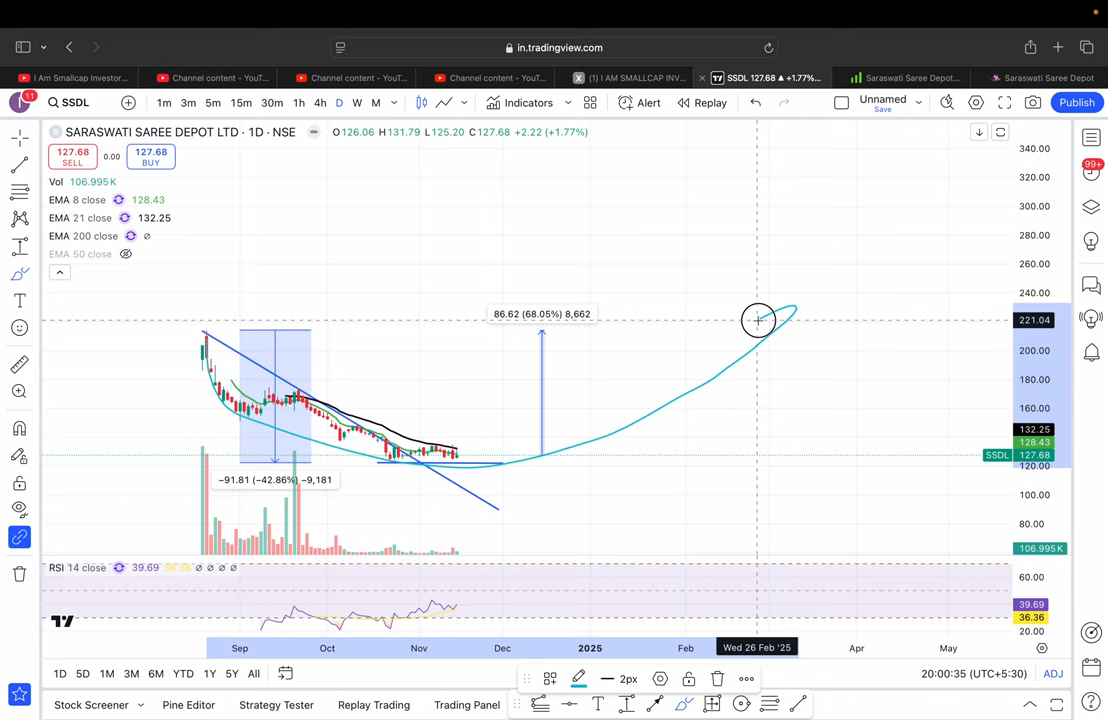 in.tradingview.com
I Am Smallcap Investor...
Channel content - YouT...
Channel content - YouT...
Channel content - YouT...
X (1) I AM SMALLCAP INV...
SSDL 127.68 ▲ +1.77%...
Saraswati Saree Depot...
Saraswati Saree Depot
I 11
SSDL
1m 3m 5m 15m 30m 1h 4h D W M
Indicators
Alert
Replay
Unnamed
Save
Publish
SARASWATI SAREE DEPOT LTD · 1D · NSE
O126.06 H131.79 L125.20 C127.68 +2.22 (+1.77%)
127.68
SELL
0.00
127.68
BUY
Vol 106.995K
EMA 8 close 128.43
EMA 21 close 132.25
EMA 200 close ∅
EMA 50 close
99+
340.00
320.00
300.00
280.00
260.00
240.00
221.04
200.00
180.00
160.00
132.25
128.43
SSDL 127.68
120.00
100.00
80.00
106.995K
86.62 (68.05%) 8,662
−91.81 (−42.86%) −9,181
RSI 14 close 39.69 36.36 ∅ ∅ ∅ ∅
60.00
39.69
36.36
20.00
Sep Oct Nov Dec 2025 Feb Wed 26 Feb '25 Apr May
1D 5D 1M 3M 6M YTD 1Y 5Y All
2px
20:00:35 (UTC+5:30) ADJ
Stock Screener
Pine Editor
Strategy Tester
Replay Trading
Trading Panel